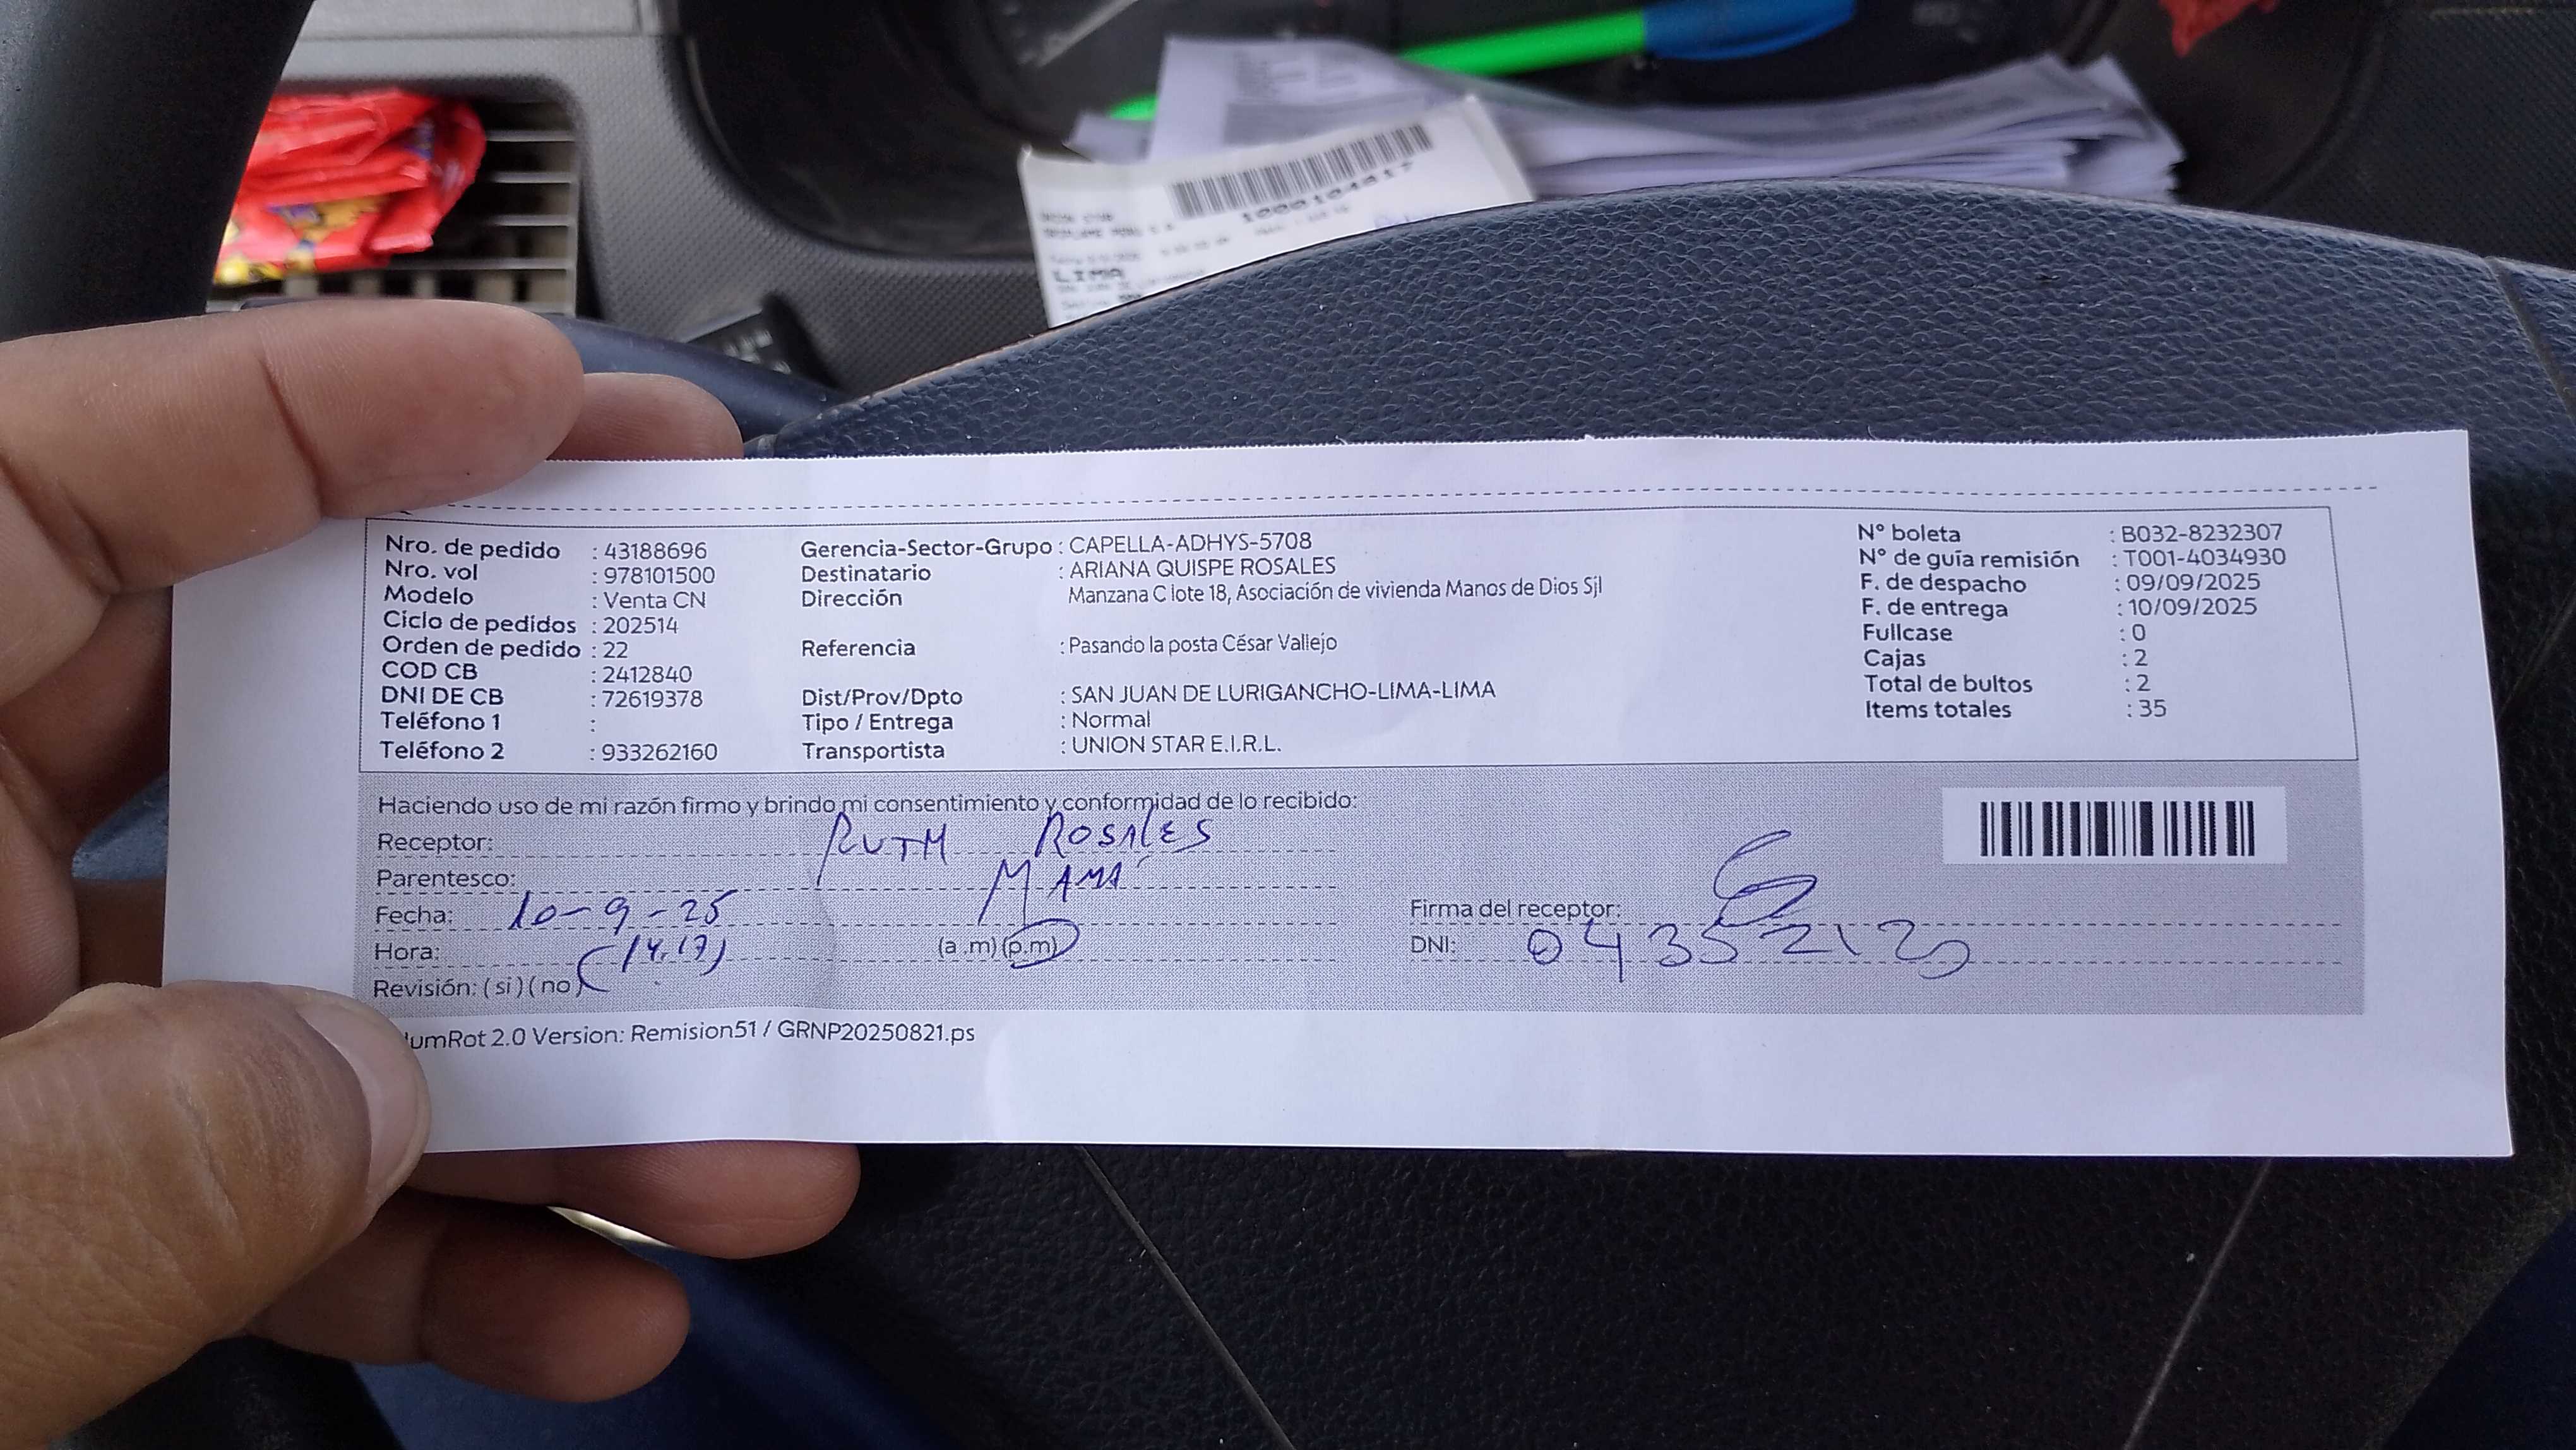 1000104617
LIMA
Nro. de pedido : 43188696
Nro. vol : 978101500
Modelo : Venta CN
Ciclo de pedidos : 202514
Orden de pedido : 22
COD CB : 2412840
DNI DE CB : 72619378
Teléfono 1 :
Teléfono 2 : 933262160
Gerencia-Sector-Grupo : CAPELLA-ADHYS-5708
Destinatario : ARIANA QUISPE ROSALES
Dirección Manzana C lote 18, Asociación de vivienda Manos de Dios Sjl
Referencia : Pasando la posta César Vallejo
Dist/Prov/Dpto : SAN JUAN DE LURIGANCHO-LIMA-LIMA
Tipo / Entrega : Normal
Transportista : UNION STAR E.I.R.L.
N° boleta : B032-8232307
N° de guía remisión : T001-4034930
F. de despacho : 09/09/2025
F. de entrega : 10/09/2025
Fullcase : 0
Cajas : 2
Total de bultos : 2
Items totales : 35
Haciendo uso de mi razón firmo y brindo mi consentimiento y conformidad de lo recibido:
Receptor: RUTH ROSALES
Parentesco: MAMÁ
Fecha: 10-9-25
Hora: (14.17) (a .m) (p.m)
Revisión: ( si ) ( no )
Firma del receptor:
DNI: 04352120
umRot 2.0 Version: Remision51 / GRNP20250821.ps